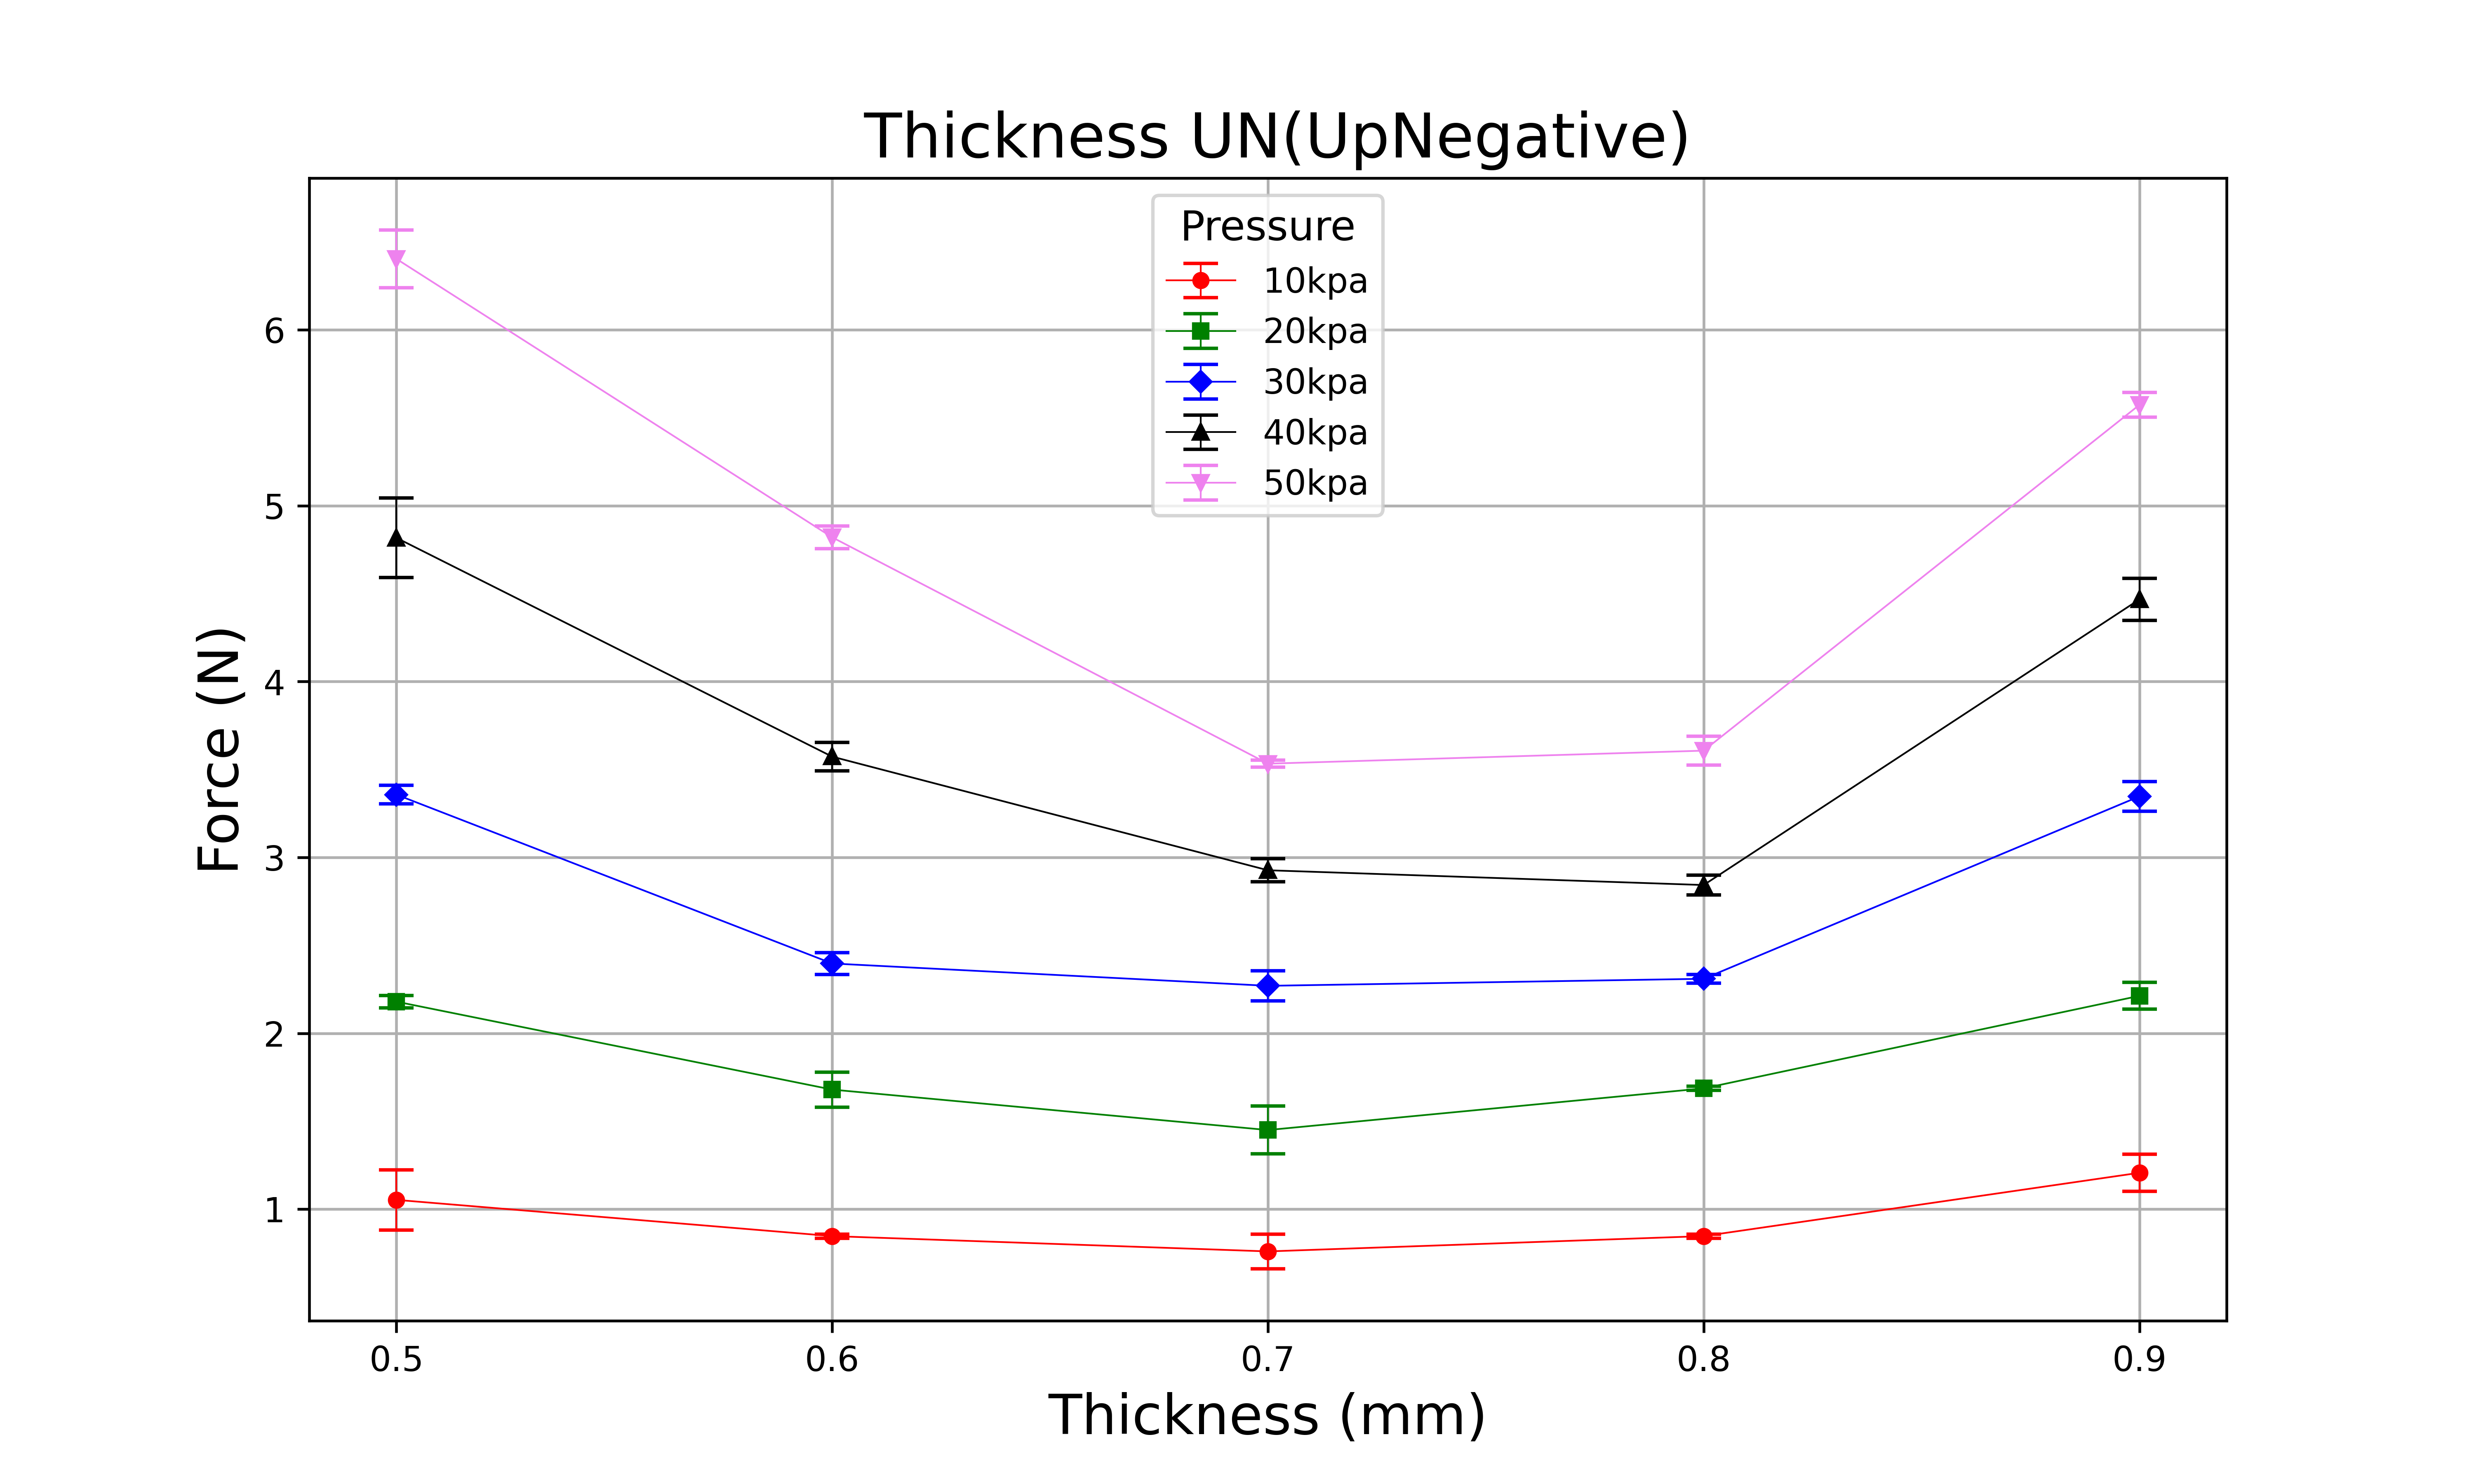 Thickness UN(UpNegative)
Pressure
10kpa
20kpa
30kpa
40kpa
50kpa
6
5
4
3
2
1
Force (N)
0.5 0.6 0.7 0.8 0.9
Thickness (mm)